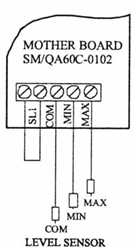 MOTHER BOARD
SM/QA60C-0102
SL1
COM
MIN
MAX
MAX
MIN
COM
LEVEL SENSOR